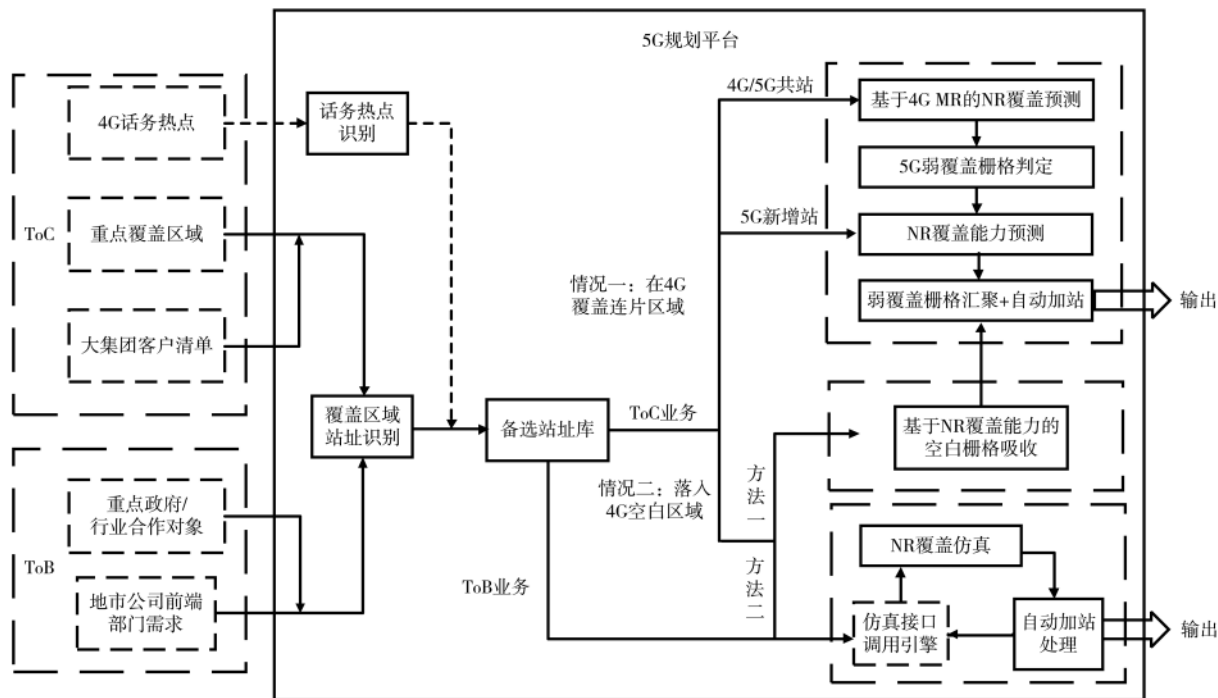 5G规划平台
ToC
4G话务热点
重点覆盖区域
大集团客户清单
ToB
重点政府/
行业合作对象
地市公司前端
部门需求
话务热点
识别
覆盖区域
站址识别
备选站址库
ToC业务
ToB业务
4G/5G共站
5G新增站
情况一：在4G
覆盖连片区域
情况二：落入
4G空白区域
方法一
方法二
基于4G MR的NR覆盖预测
5G弱覆盖栅格判定
NR覆盖能力预测
弱覆盖栅格汇聚+自动加站
输出
基于NR覆盖能力的
空白栅格吸收
NR覆盖仿真
仿真接口
调用引擎
自动加站
处理
输出